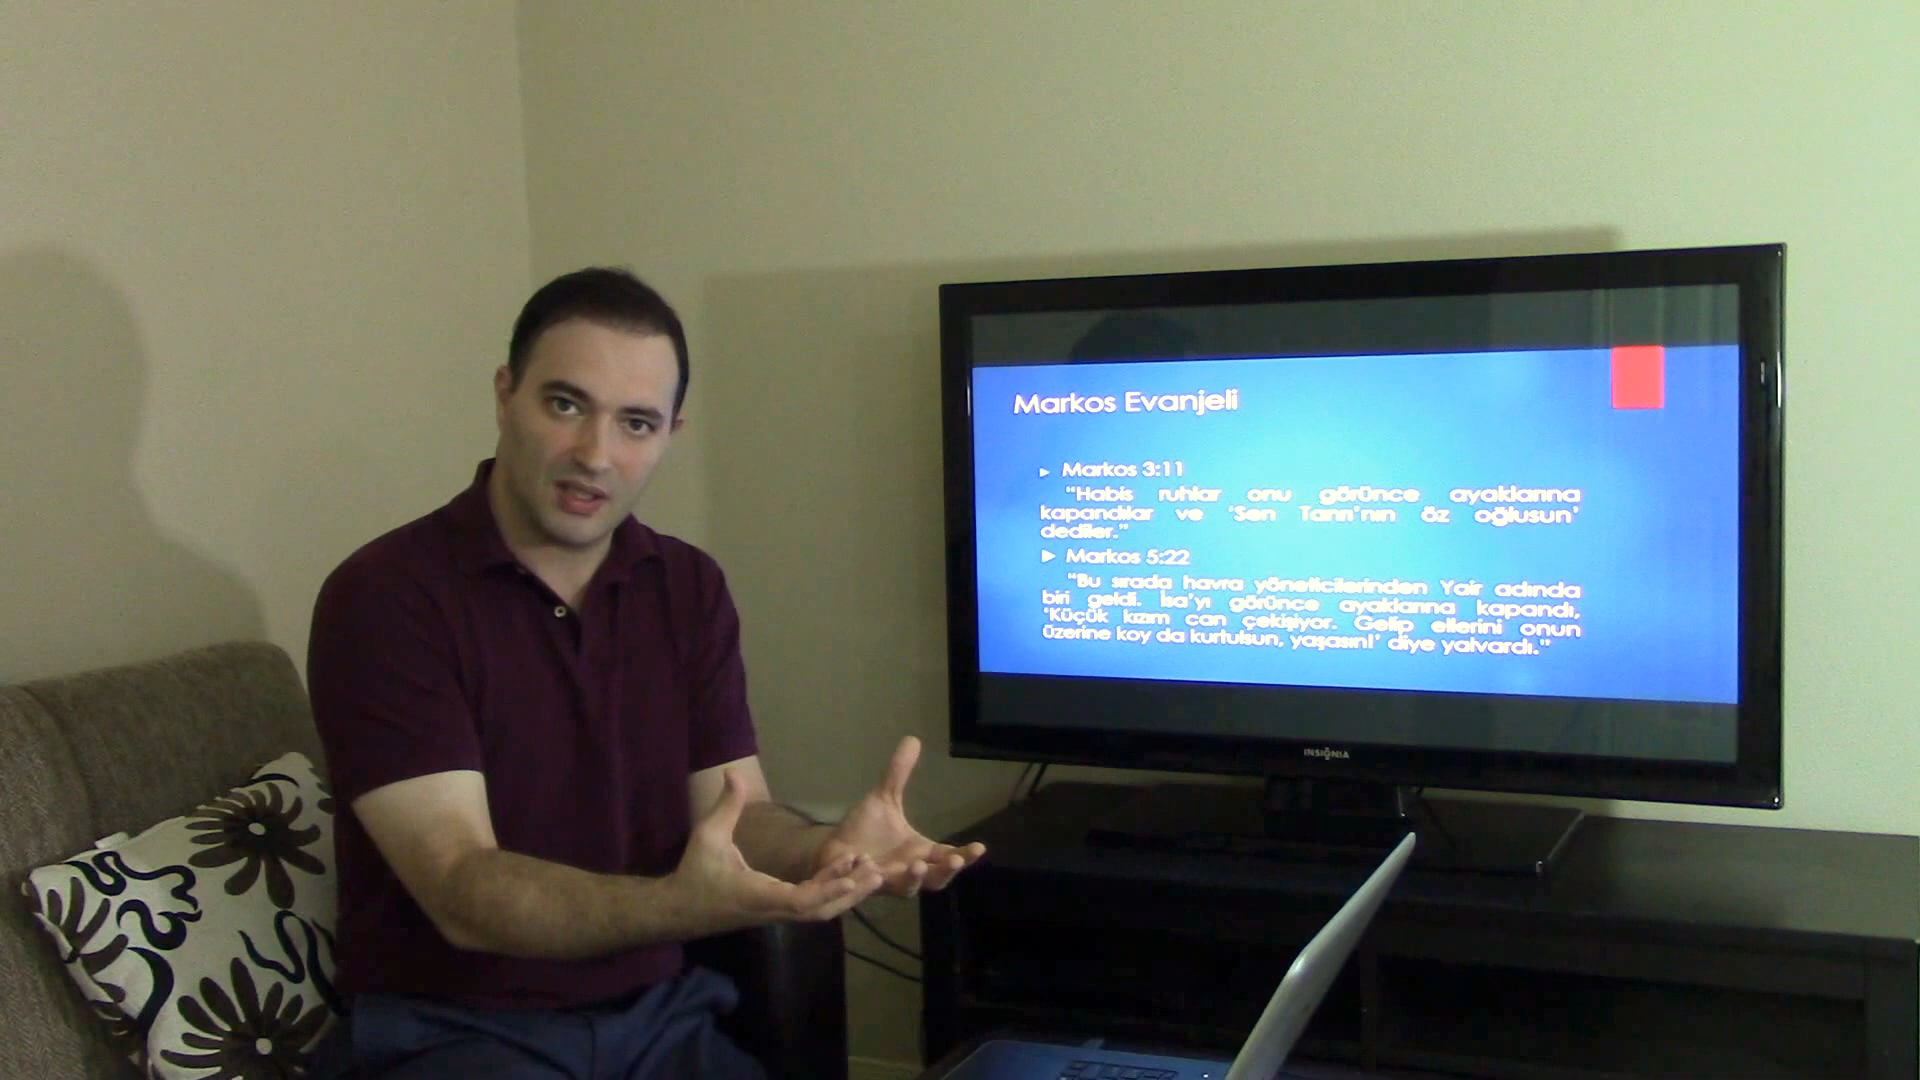 Markos Evanjeli
Markos 3:11
"Habis ruhlar onu görünce ayaklarına
kapandılar ve 'Sen Tanrı'nın öz oğlusun'
dediler."
Markos 5:22
"Bu sırada havra yöneticilerinden Yair adında
biri geldi. İsa'yı görünce ayaklarına kapandı,
'Küçük kızım can çekişiyor. Gelip ellerini onun
üzerine koy da kurtulsun, yaşasın!' diye yalvardı."
INSIGNIA